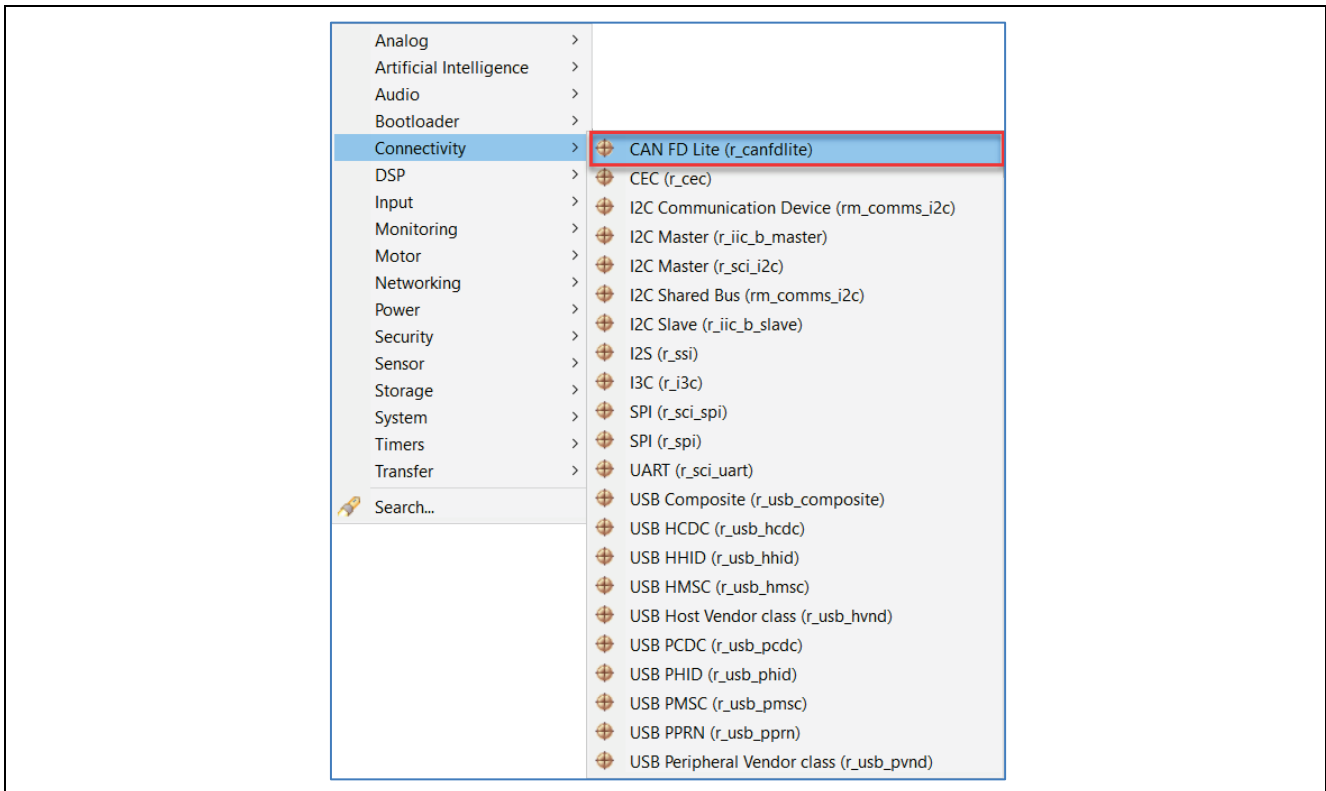 Analog
Artificial Intelligence
Audio
Bootloader
Connectivity
DSP
Input
Monitoring
Motor
Networking
Power
Security
Sensor
Storage
System
Timers
Transfer
Search...
CAN FD Lite (r_canfdlite)
CEC (r_cec)
I2C Communication Device (rm_comms_i2c)
I2C Master (r_iic_b_master)
I2C Master (r_sci_i2c)
I2C Shared Bus (rm_comms_i2c)
I2C Slave (r_iic_b_slave)
I2S (r_ssi)
I3C (r_i3c)
SPI (r_sci_spi)
SPI (r_spi)
UART (r_sci_uart)
USB Composite (r_usb_composite)
USB HCDC (r_usb_hcdc)
USB HHID (r_usb_hhid)
USB HMSC (r_usb_hmsc)
USB Host Vendor class (r_usb_hvnd)
USB PCDC (r_usb_pcdc)
USB PHID (r_usb_phid)
USB PMSC (r_usb_pmsc)
USB PPRN (r_usb_pprn)
USB Peripheral Vendor class (r_usb_pvnd)